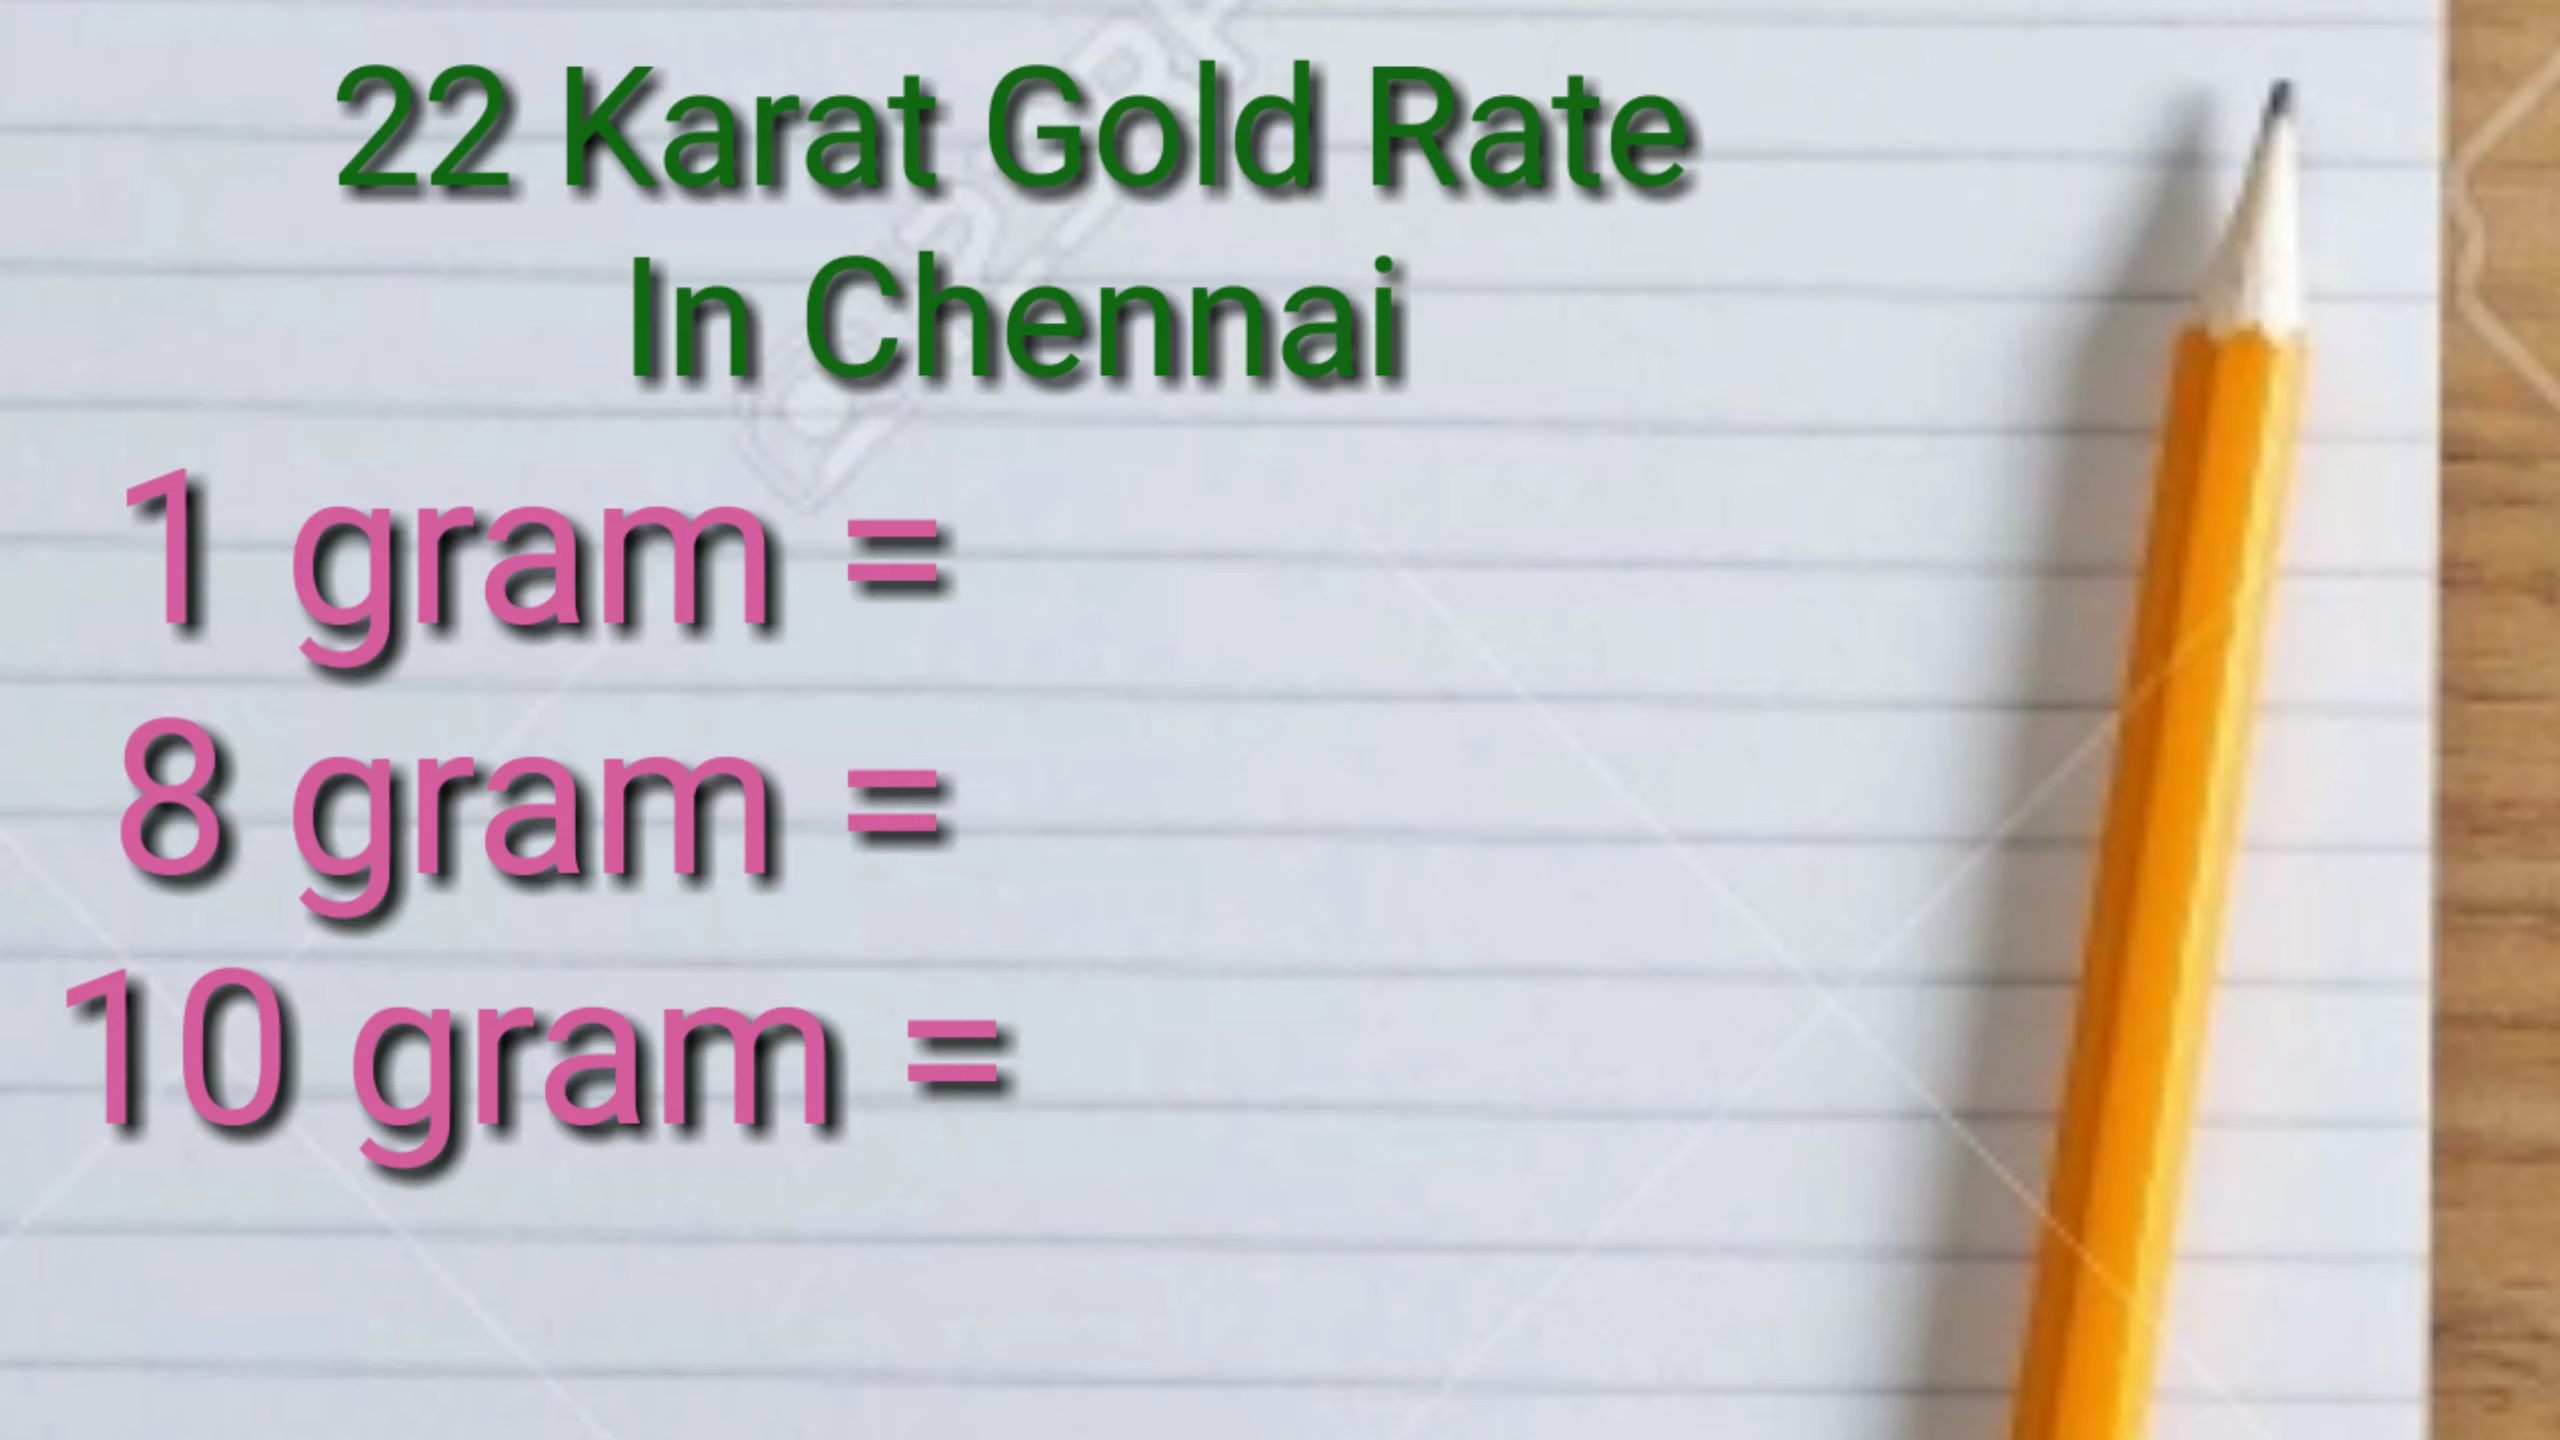 22 Karat Gold Rate
In Chennai
1 gram =
8 gram =
10 gram =